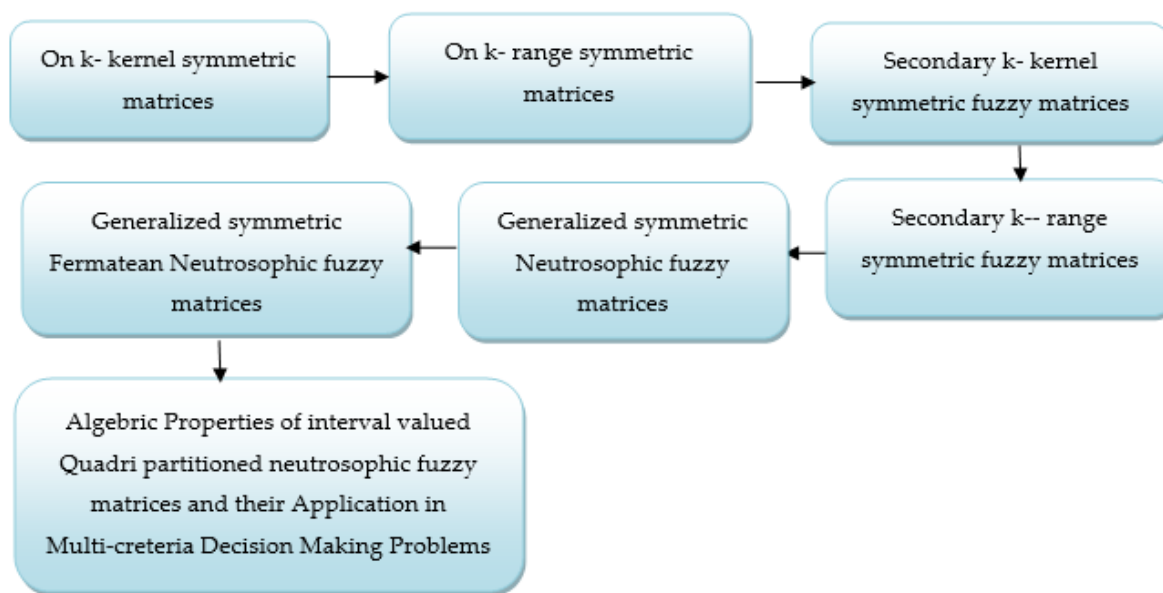 On k- kernel symmetric
matrices
On k- range symmetric
matrices
Secondary k- kernel
symmetric fuzzy matrices
Secondary k-- range
symmetric fuzzy matrices
Generalized symmetric
Neutrosophic fuzzy
matrices
Generalized symmetric
Fermatean Neutrosophic fuzzy
matrices
Algebric Properties of interval valued
Quadri partitioned neutrosophic fuzzy
matrices and their Application in
Multi-creteria Decision Making Problems